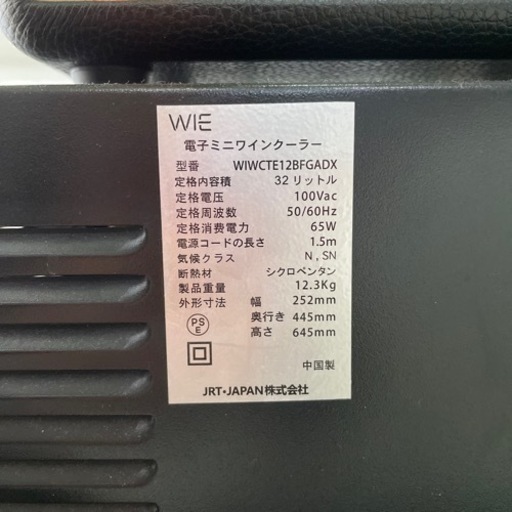 WIE
電子ミニワインクーラー
型番 WIWCTE12BFGADX
定格内容積 32リットル
定格電圧 100Vac
定格周波数 50/60Hz
定格消費電力 65W
電源コードの長さ 1.5m
気候クラス N , SN
断熱材 シクロペンタン
製品重量 12.3Kg
外形寸法 幅 252mm
奥行き 445mm
高さ 645mm
PS
E
中国製
JRT・JAPAN株式会社